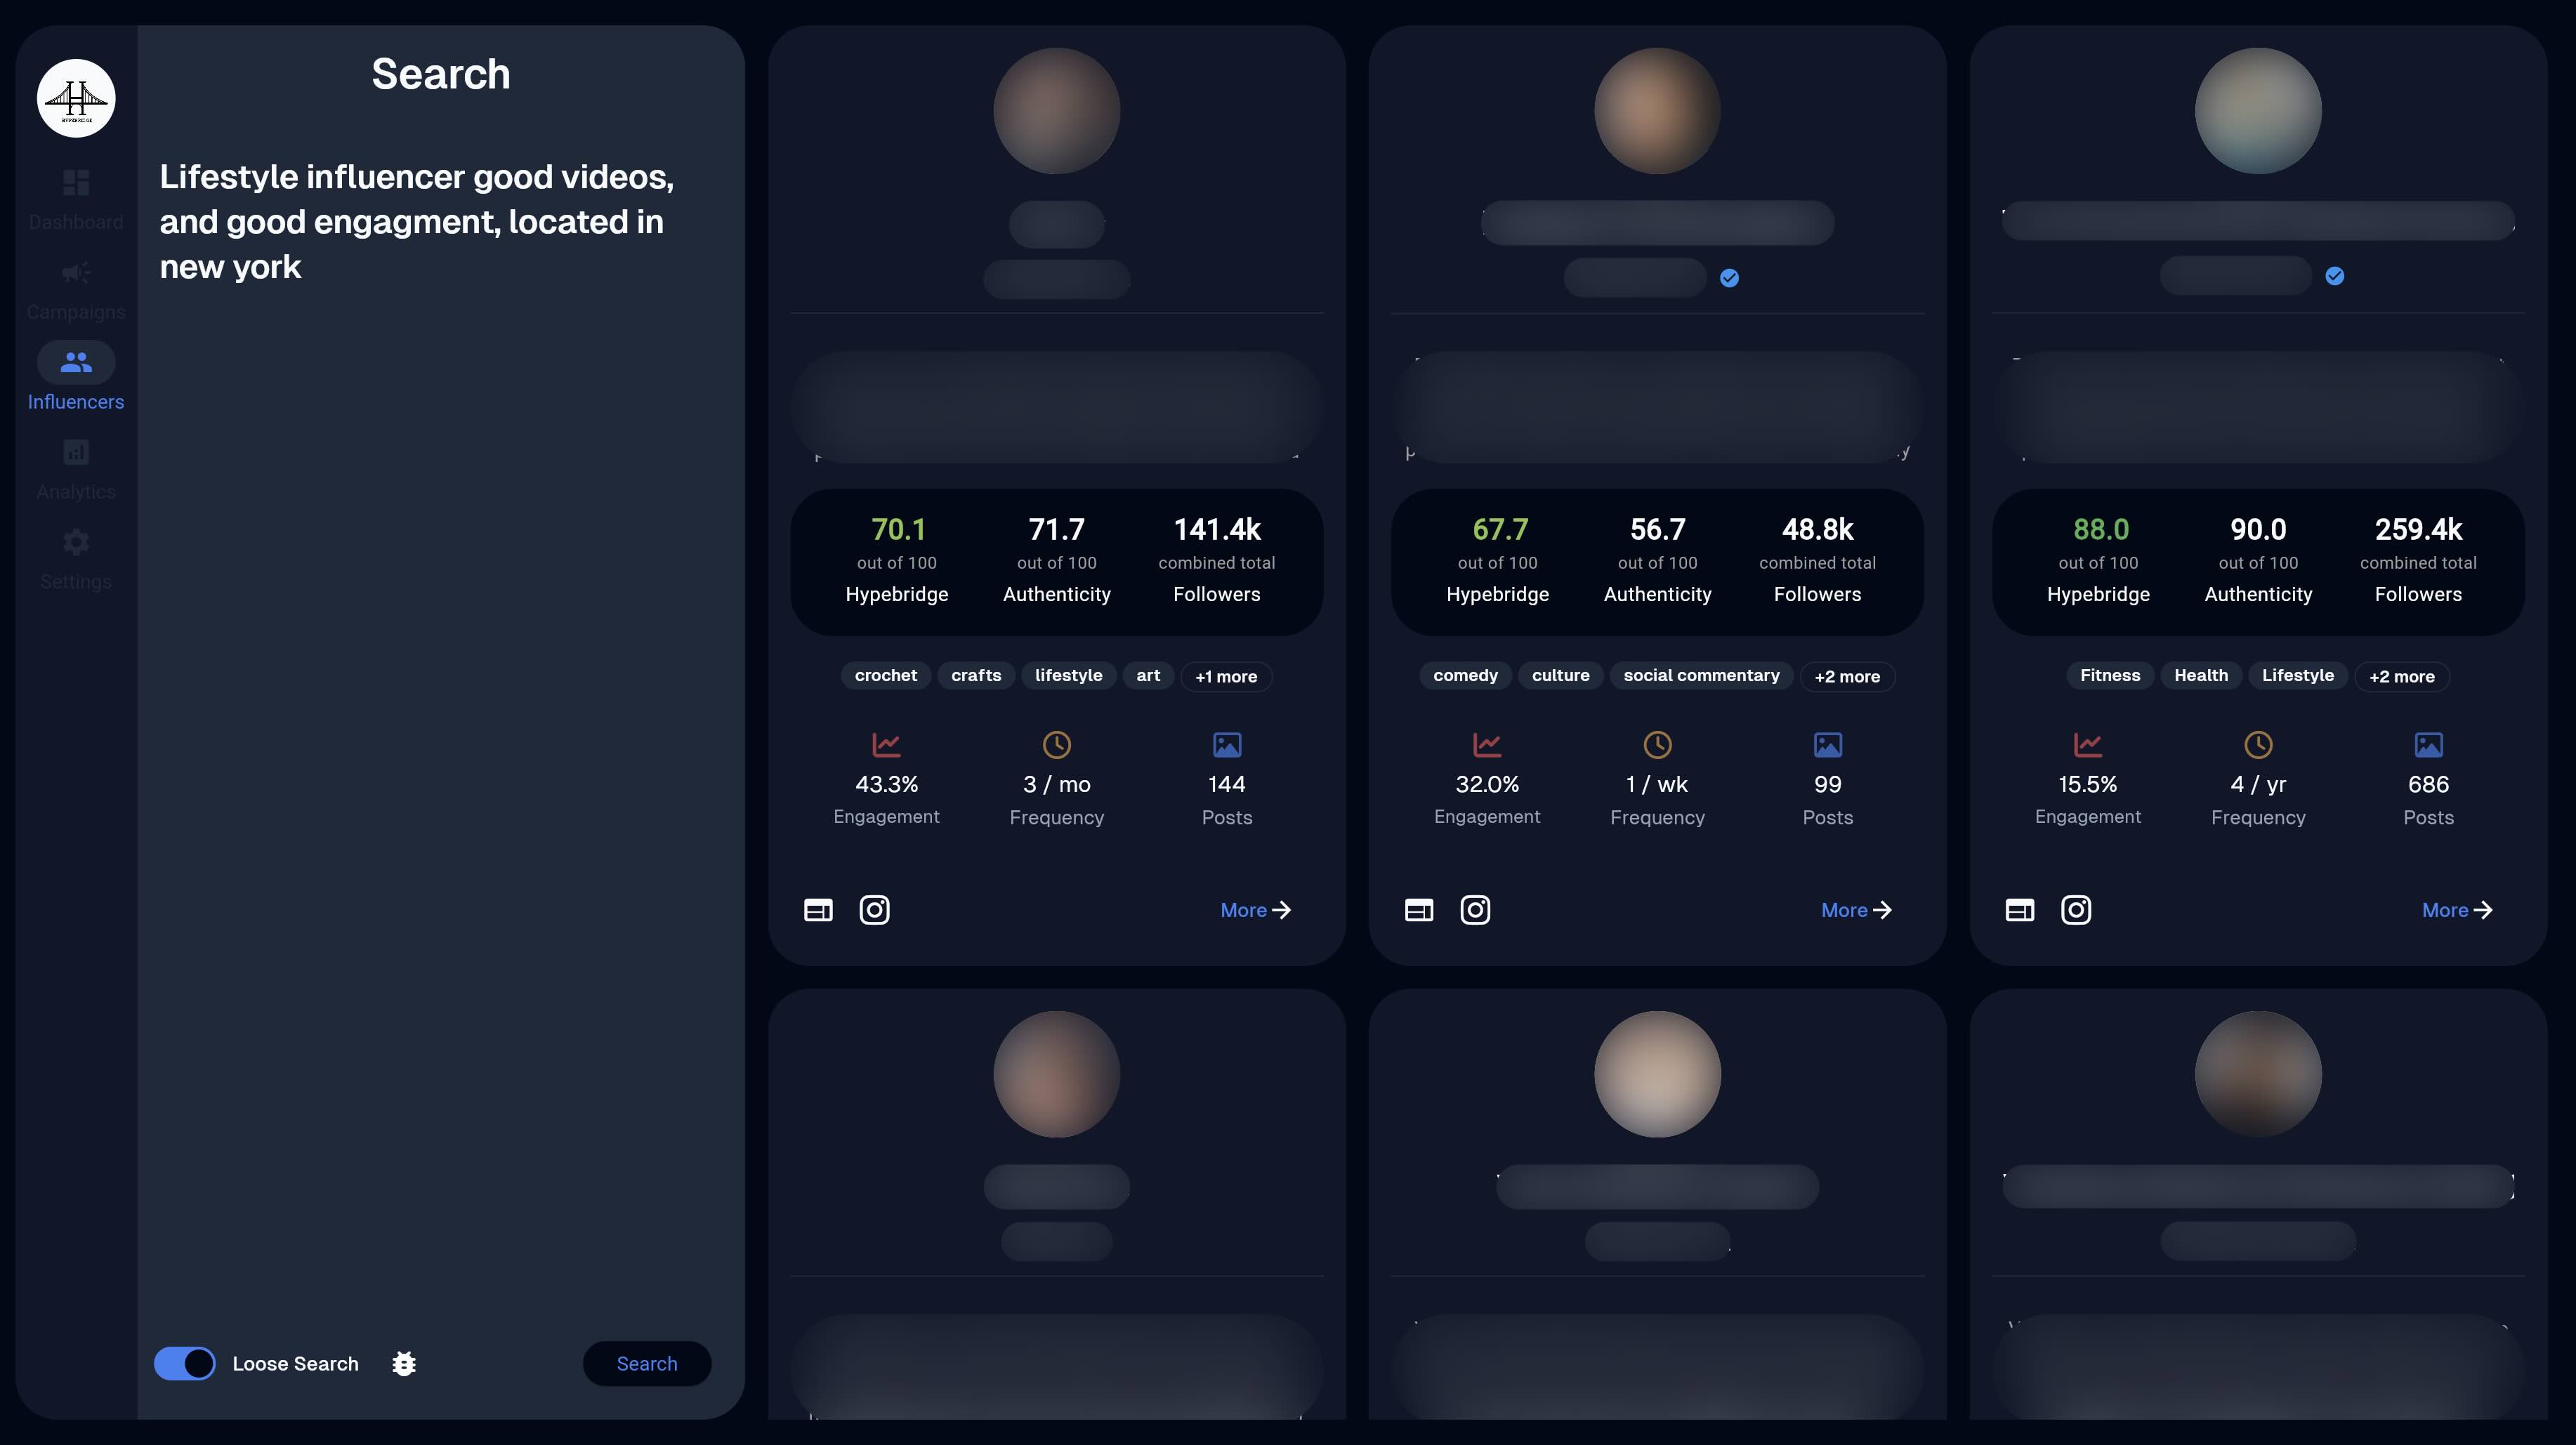 HYPEBRIDGE
Dashboard
Campaigns
Influencers
Analytics
Settings
Search
Lifestyle influencer good videos,
and good engagment, located in
new york
Loose Search
Search
70.1
out of 100
Hypebridge
71.7
out of 100
Authenticity
141.4k
combined total
Followers
crochet crafts lifestyle art +1 more
43.3%
Engagement
3 / mo
Frequency
144
Posts
More
67.7
out of 100
Hypebridge
56.7
out of 100
Authenticity
48.8k
combined total
Followers
comedy culture social commentary +2 more
32.0%
Engagement
1 / wk
Frequency
99
Posts
More
88.0
out of 100
Hypebridge
90.0
out of 100
Authenticity
259.4k
combined total
Followers
Fitness Health Lifestyle +2 more
15.5%
Engagement
4 / yr
Frequency
686
Posts
More